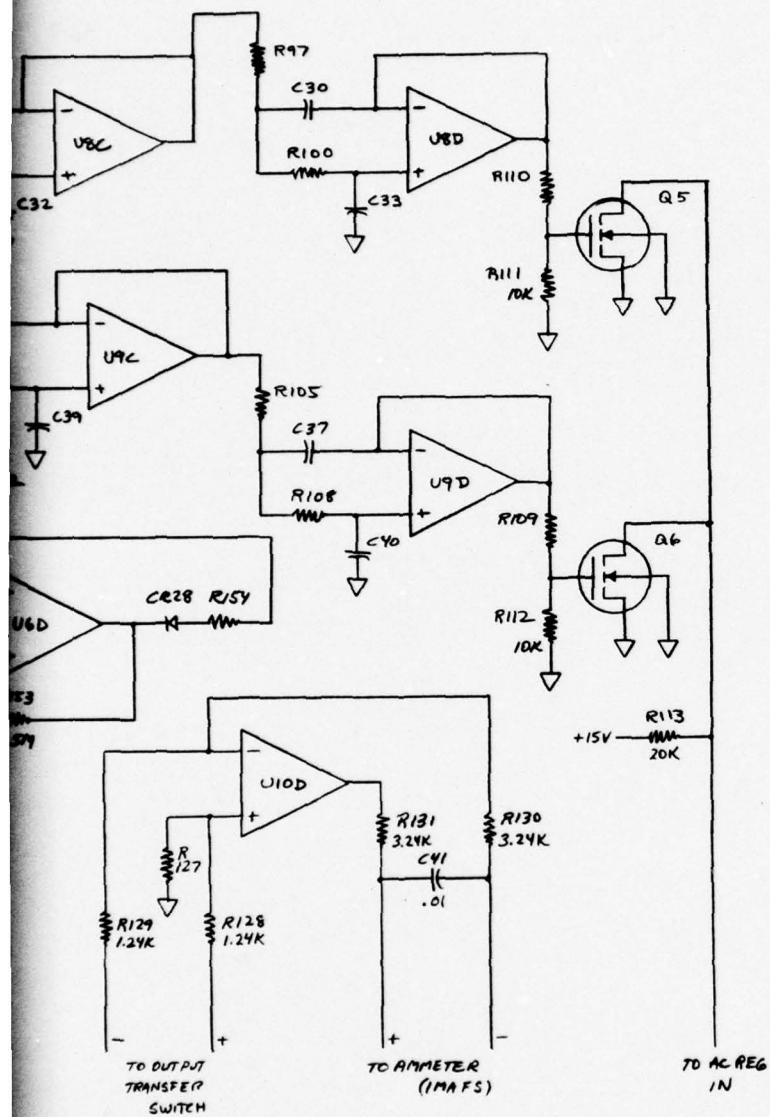 R97
C30
-
U8C
+
C32
R100
C33
-
U8D
+
R110
Q5
R111
10K
-
U9C
+
C39
R105
C37
R108
C40
-
U9D
+
R109
Q6
R112
10K
CR28
R154
U6D
+15V
R113
20K
-
U10D
+
R
127
R131
3.24K
R130
3.24K
C41
.01
R129
1.24K
R128
1.24K
-
+
+
-
TO OUTPUT
TRANSFER
SWITCH
TO AMMETER
(1MA FS)
TO AC REG
IN